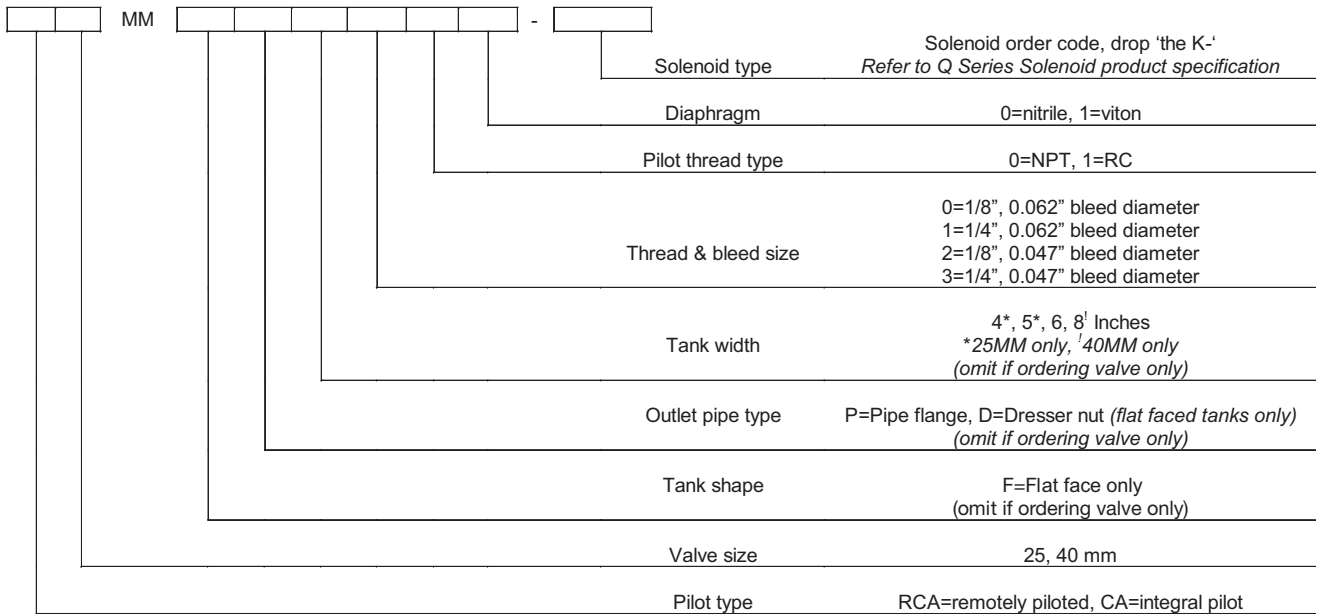 MM -
Solenoid type
Solenoid order code, drop ‘the K-‘
Refer to Q Series Solenoid product specification
Diaphragm
0=nitrile, 1=viton
Pilot thread type
0=NPT, 1=RC
Thread & bleed size
0=1/8”, 0.062” bleed diameter
1=1/4”, 0.062” bleed diameter
2=1/8”, 0.047” bleed diameter
3=1/4”, 0.047” bleed diameter
Tank width
4*, 5*, 6, 8! Inches
*25MM only, !40MM only
(omit if ordering valve only)
Outlet pipe type
P=Pipe flange, D=Dresser nut (flat faced tanks only)
(omit if ordering valve only)
Tank shape
F=Flat face only
(omit if ordering valve only)
Valve size
25, 40 mm
Pilot type
RCA=remotely piloted, CA=integral pilot